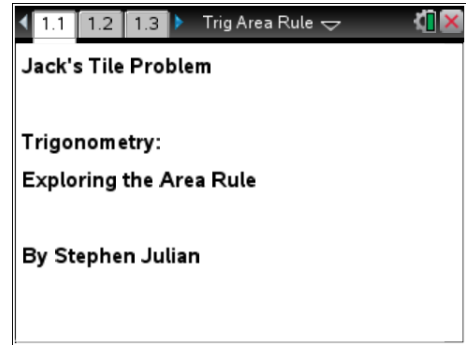 1.1 1.2 1.3 Trig Area Rule
Jack's Tile Problem
Trigonometry:
Exploring the Area Rule
By Stephen Julian